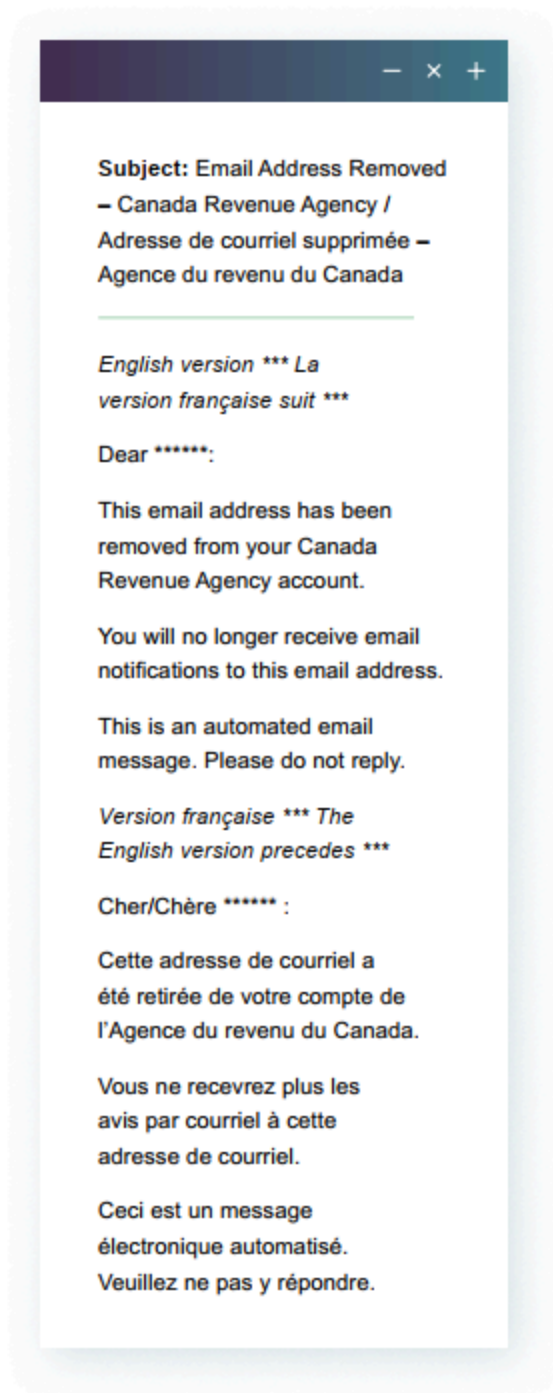 Subject: Email Address Removed
– Canada Revenue Agency /
Adresse de courriel supprimée –
Agence du revenu du Canada
English version *** La
version française suit ***
Dear ******:
This email address has been
removed from your Canada
Revenue Agency account.
You will no longer receive email
notifications to this email address.
This is an automated email
message. Please do not reply.
Version française *** The
English version precedes ***
Cher/Chère ****** :
Cette adresse de courriel a
été retirée de votre compte de
l’Agence du revenu du Canada.
Vous ne recevrez plus les
avis par courriel à cette
adresse de courriel.
Ceci est un message
électronique automatisé.
Veuillez ne pas y répondre.